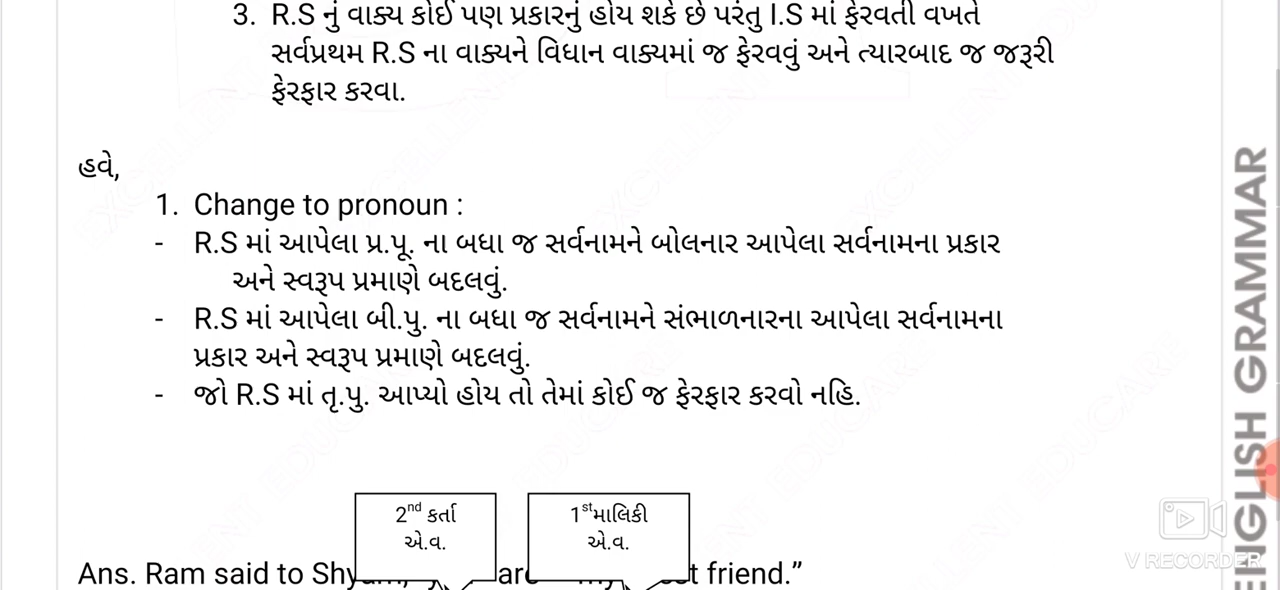 3. R.S નું વાક્ય કોઈ પણ પ્રકારનું હોય શકે છે પરંતુ I.S માં ફેરવતી વખતે
સર્વપ્રથમ R.S ના વાક્યને વિધાન વાક્યમાં જ ફેરવવું અને ત્યારબાદ જ જરૂરી
ફેરફાર કરવા.
હવે,
1. Change to pronoun :
- R.S માં આપેલા પ્ર.પૂ. ના બધા જ સર્વનામને બોલનાર આપેલા સર્વનામના પ્રકાર
અને સ્વરૂપ પ્રમાણે બદલવું.
- R.S માં આપેલા બી.પુ. ના બધા જ સર્વનામને સંભાળનારના આપેલા સર્વનામના
પ્રકાર અને સ્વરૂપ પ્રમાણે બદલવું.
- જો R.S માં તૃ.પુ. આપ્યો હોય તો તેમાં કોઈ જ ફેરફાર કરવો નહિ.
2nd કર્તા
એ.વ.
1st માલિકી
એ.વ.
Ans. Ram said to friend.”
ENGLISH GRAMMAR
V RECORDER